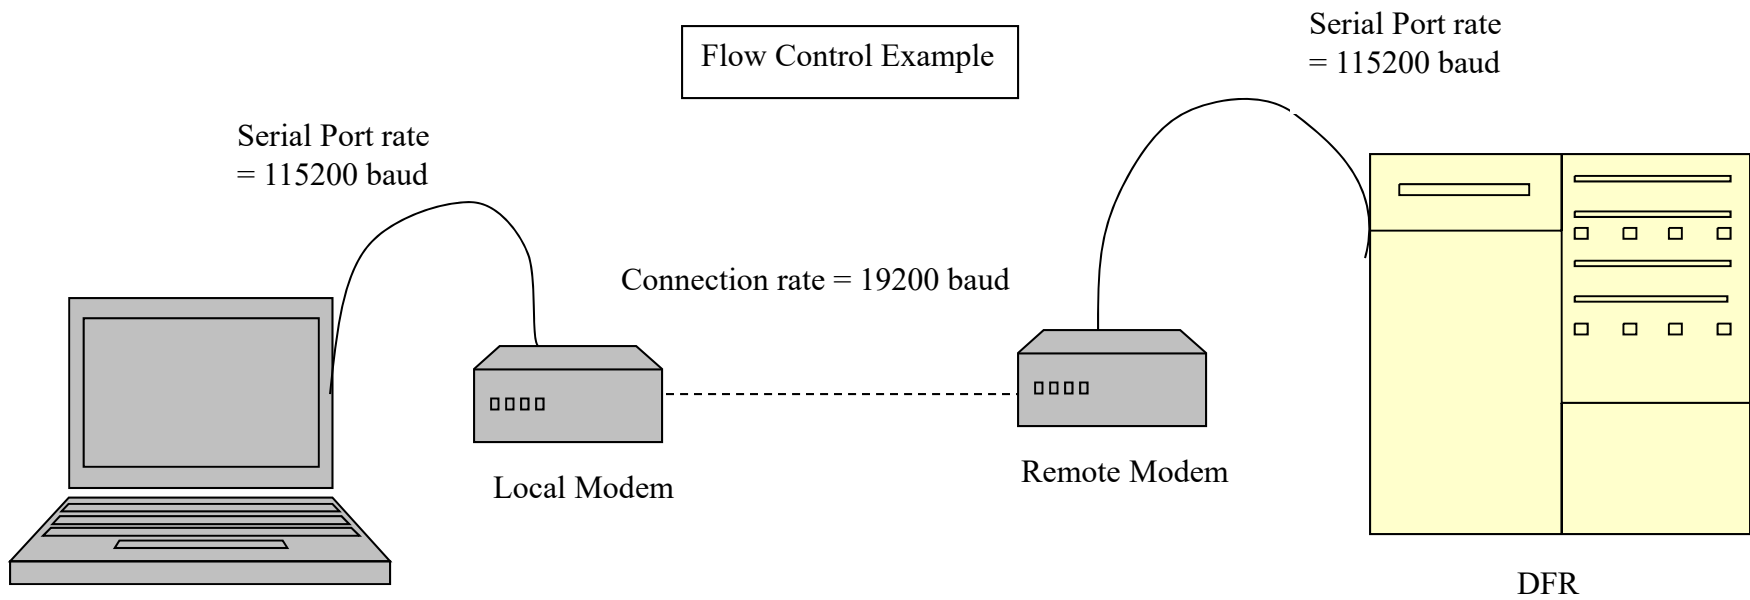 Flow Control Example
Serial Port rate
= 115200 baud
Serial Port rate
= 115200 baud
Connection rate = 19200 baud
Local Modem
Remote Modem
DFR